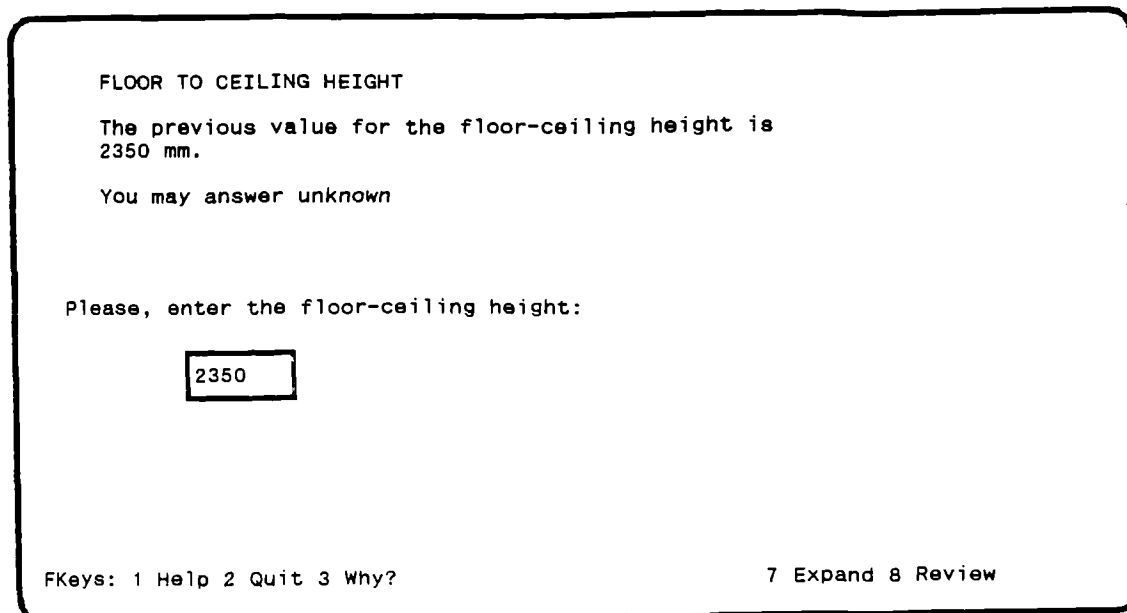 FLOOR TO CEILING HEIGHT
The previous value for the floor-ceiling height is
2350 mm.
You may answer unknown
Please, enter the floor-ceiling height:
2350
FKeys: 1 Help 2 Quit 3 Why? 7 Expand 8 Review